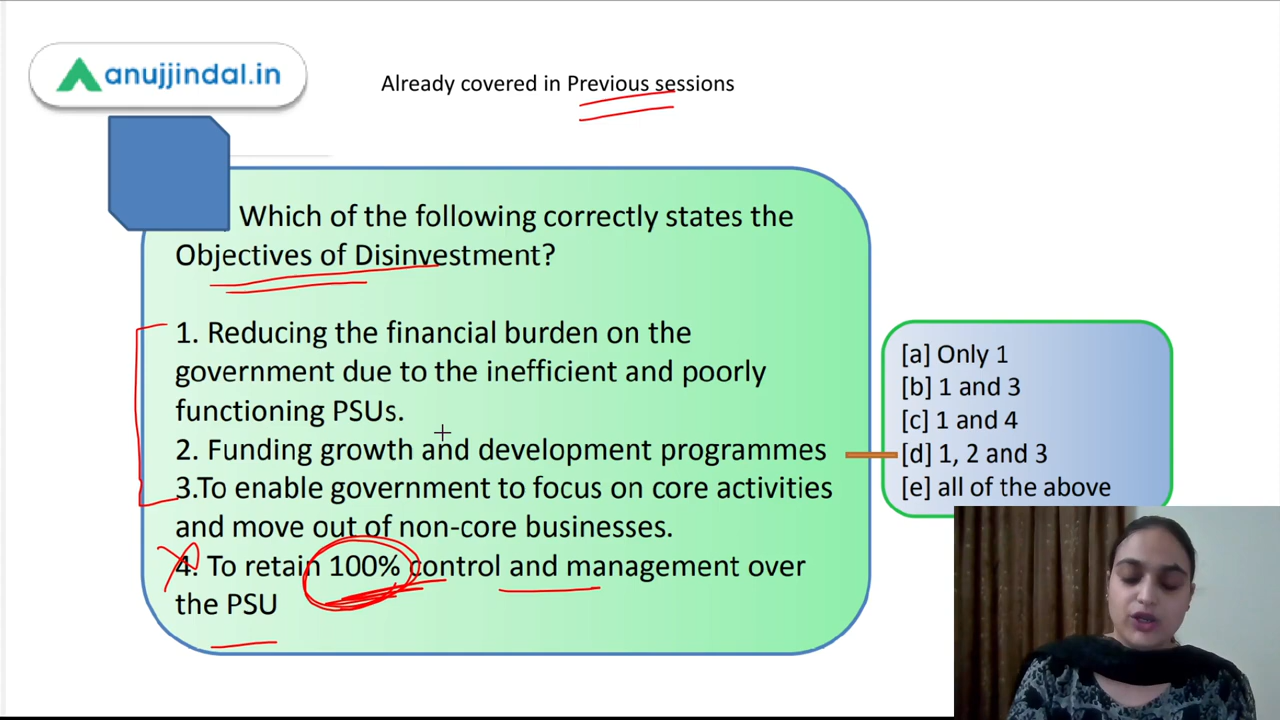 anujjindal.in
Already covered in Previous sessions
Which of the following correctly states the
Objectives of Disinvestment?
1. Reducing the financial burden on the
government due to the inefficient and poorly
functioning PSUs.
2. Funding growth and development programmes
3.To enable government to focus on core activities
and move out of non-core businesses.
4. To retain 100% control and management over
the PSU
[a] Only 1
[b] 1 and 3
[c] 1 and 4
[d] 1, 2 and 3
[e] all of the above